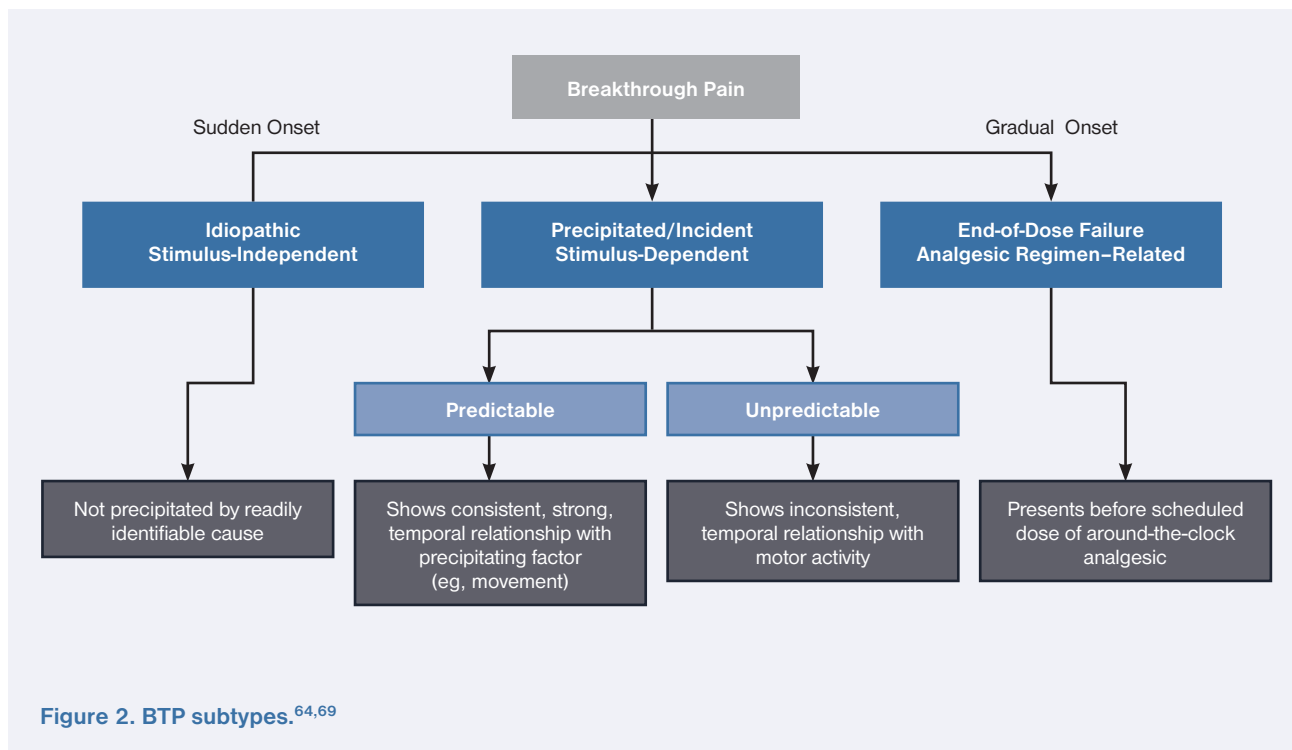 Breakthrough Pain
Sudden Onset
Gradual Onset
Idiopathic
Stimulus-Independent
Precipitated/Incident
Stimulus-Dependent
End-of-Dose Failure
Analgesic Regimen–Related
Predictable
Unpredictable
Not precipitated by readily
identifiable cause
Shows consistent, strong,
temporal relationship with
precipitating factor
(eg, movement)
Shows inconsistent,
temporal relationship with
motor activity
Presents before scheduled
dose of around-the-clock
analgesic
Figure 2. BTP subtypes.64,69